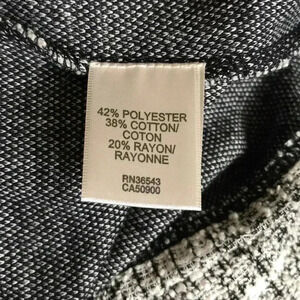 42% POLYESTER
38% COTTON/
COTON
20% RAYON/
RAYONNE
RN36543
CA50900